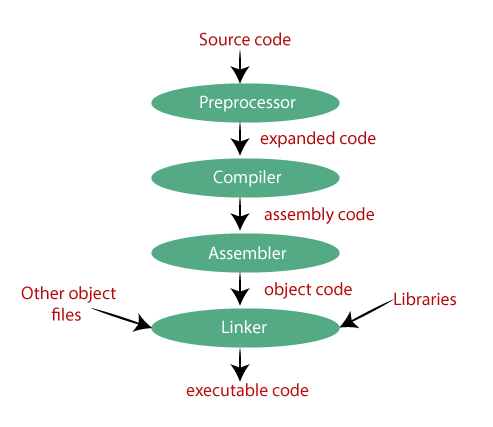 Source code
Preprocessor
expanded code
Compiler
assembly code
Assembler
object code
Other object
files
Libraries
Linker
executable code